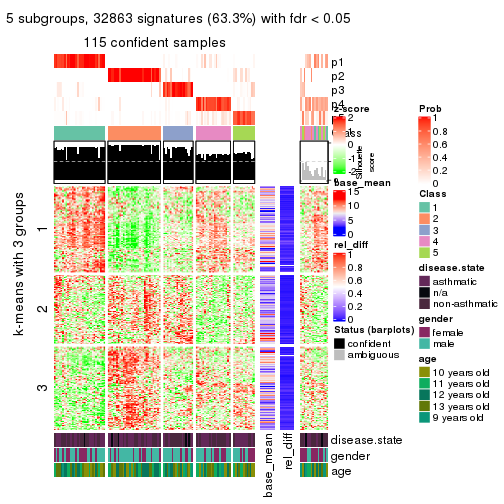 5 subgroups, 32863 signatures (63.3%) with fdr < 0.05
115 confident samples
p1
p2
p3
p4
p5
Class
Silhouette
score
k-means with 3 groups
1
2
3
base_mean
rel_diff
disease.state
gender
age
z-score
2
1
0
-1
-2
base_mean
15
10
5
0
rel_diff
1
0.8
0.6
0.4
0.2
0
Status (barplots)
confident
ambiguous
Prob
1
0.8
0.6
0.4
0.2
0
Class
1
2
3
4
5
disease.state
asthmatic
n/a
non-asthmatic
gender
female
male
age
10 years old
11 years old
12 years old
13 years old
9 years old